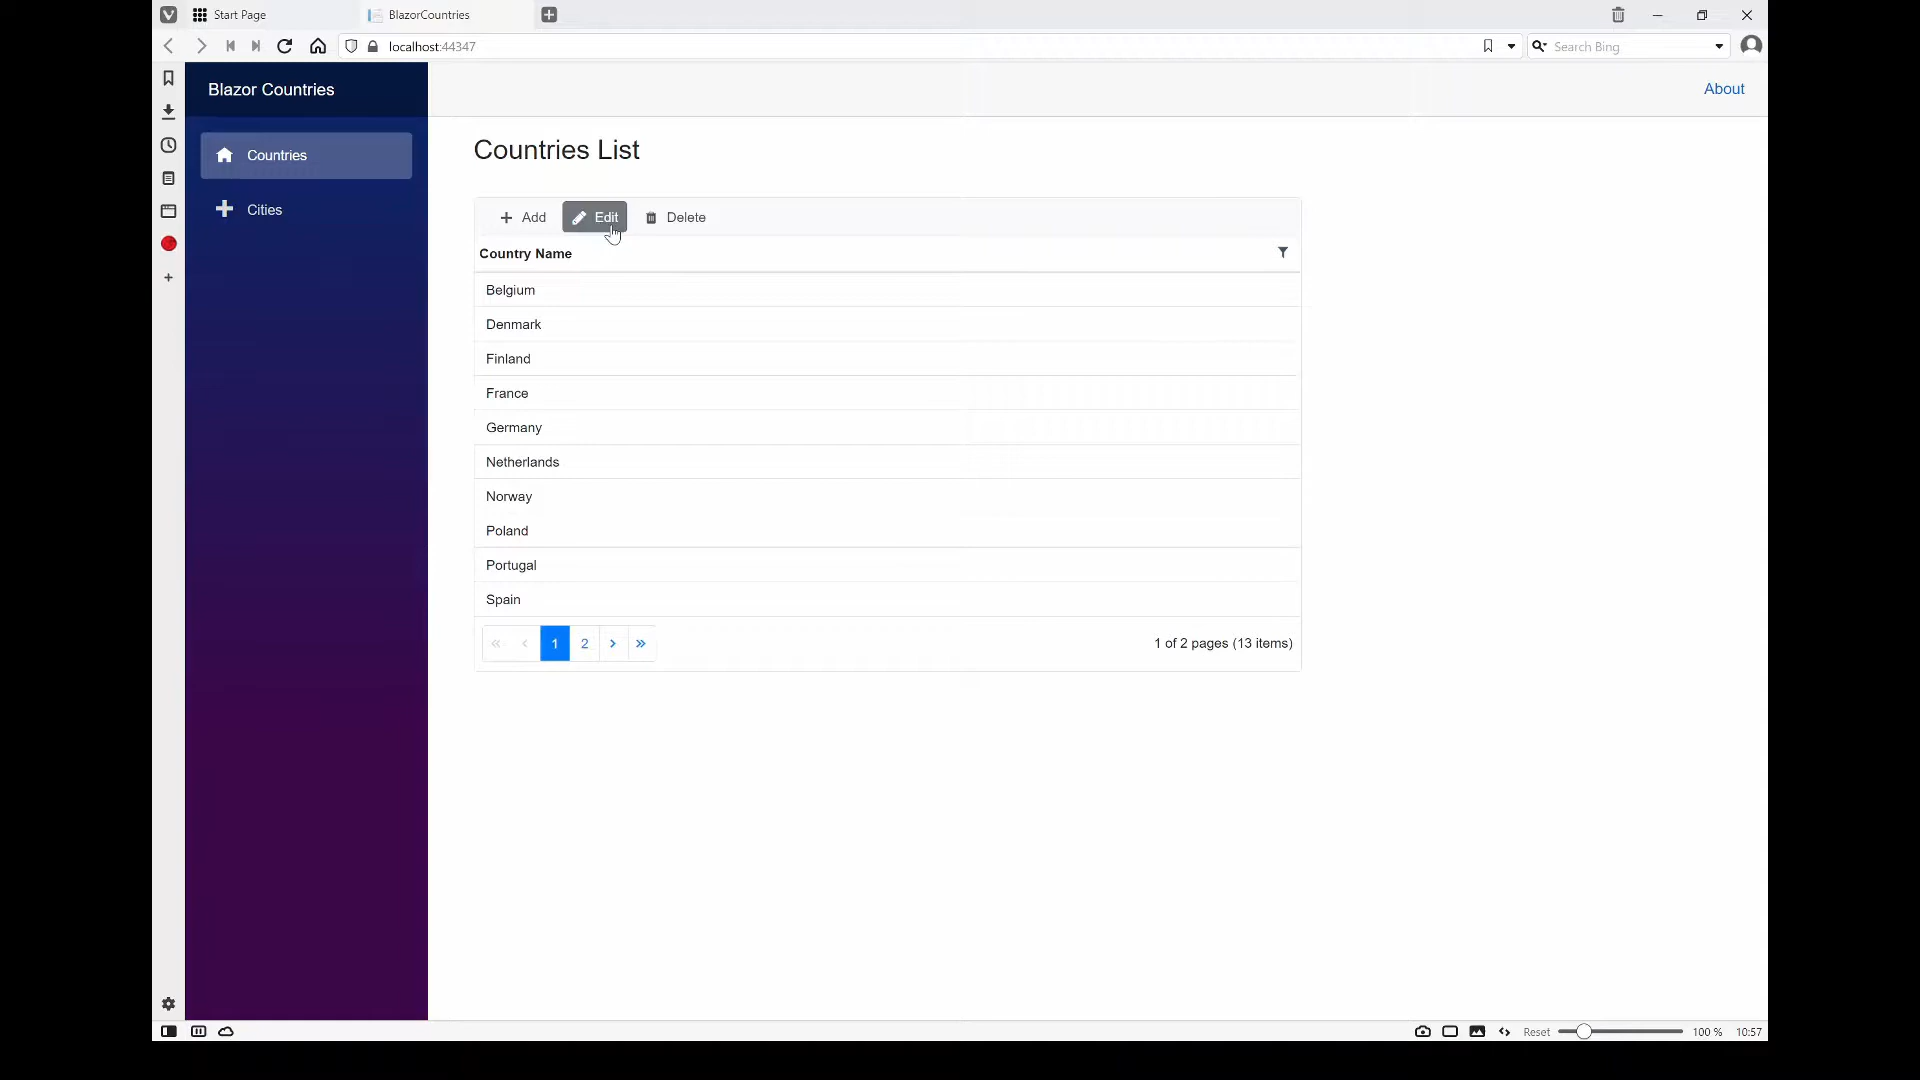 Start Page
BlazorCountries
localhost:44347
Search Bing
Blazor Countries
About
Countries
Cities
Countries List
Add
Edit
Delete
Country Name
Belgium
Denmark
Finland
France
Germany
Netherlands
Norway
Poland
Portugal
Spain
1 2
1 of 2 pages (13 items)
Reset
100 %
10:57